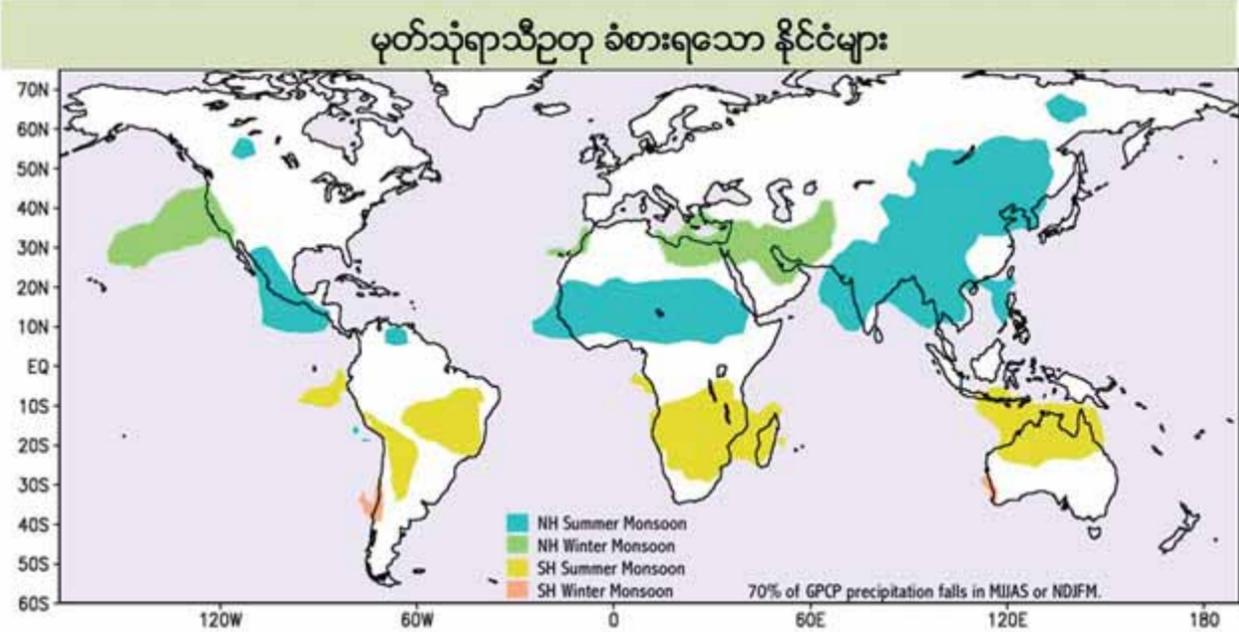 မုတ်သုံရာသီဥတု ခံစားရသော နိုင်ငံများ
70N
60N
50N
40N
30N
20N
10N
EQ
10S
20S
30S
40S
50S
60S
NH Summer Monsoon
NH Winter Monsoon
SH Summer Monsoon
SH Winter Monsoon
70% of GPCP precipitation falls in MJJAS or NDJFM.
120W 60W 0 60E 120E 180